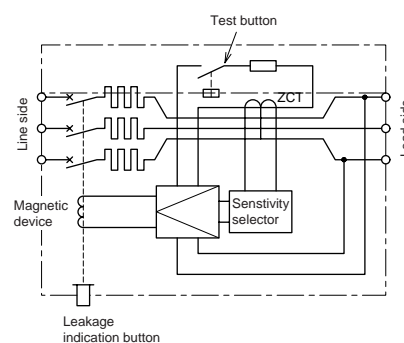 Test button
ZCT
Line side
Load side
Magnetic
device
Senstivity
selector
Leakage
indication button